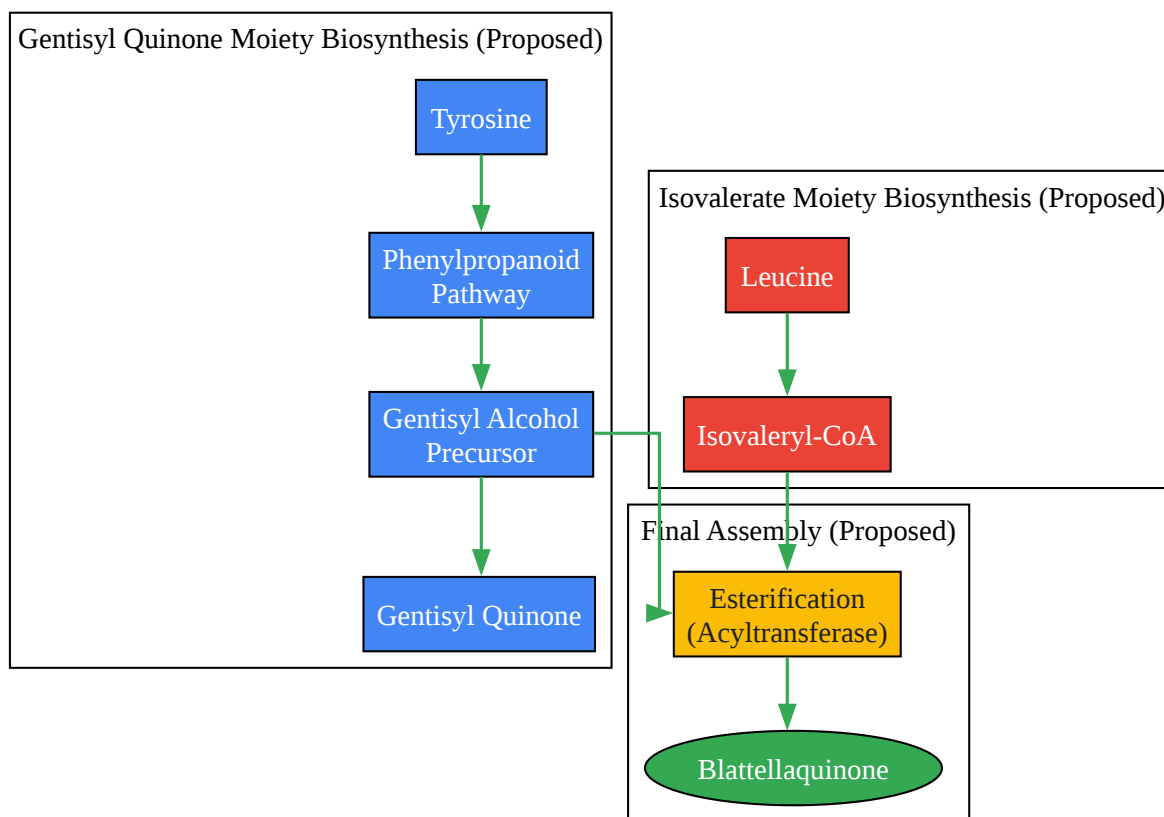 Gentisyl Quinone Moiety Biosynthesis (Proposed)
Tyrosine
Phenylpropanoid
Pathway
Gentisyl Alcohol
Precursor
Gentisyl Quinone
Isovalerate Moiety Biosynthesis (Proposed)
Leucine
Isovaleryl-CoA
Final Assembly (Proposed)
Esterification
(Acyltransferase)
Blattellaquinone